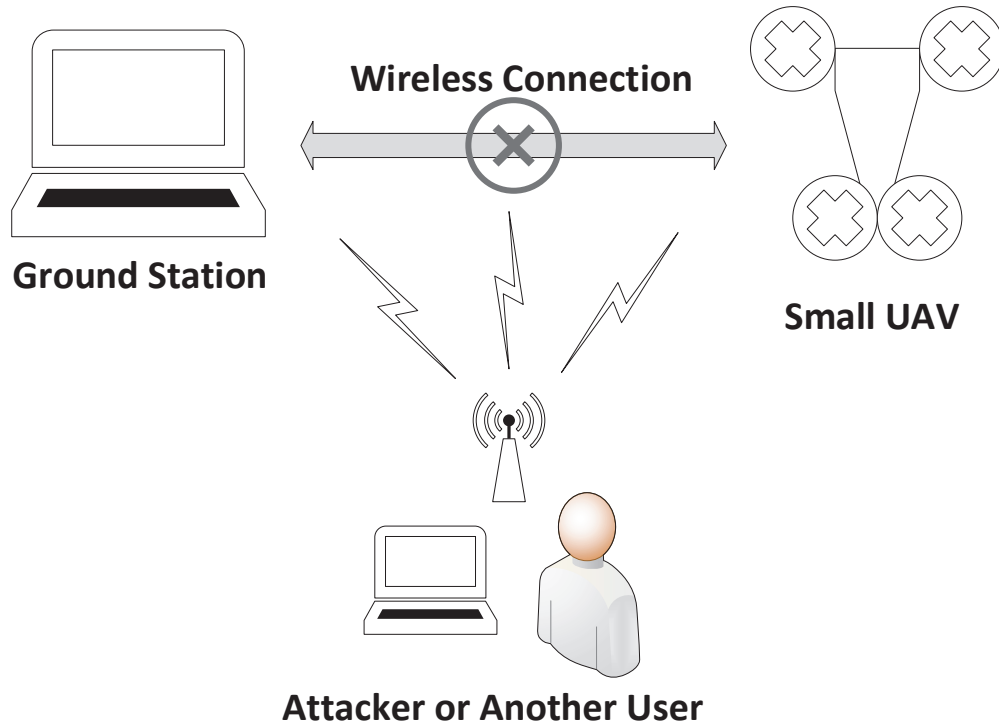 Wireless Connection
Ground Station
Small UAV
Attacker or Another User